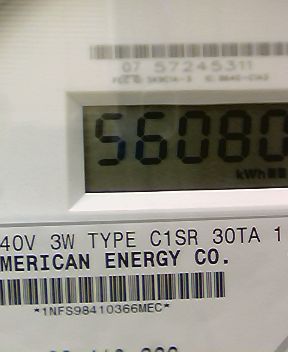 07 57245311
56080
kWh
40V 3W TYPE C1SR 30TA 1
MERICAN ENERGY CO.
*1NFS98410366MEC*